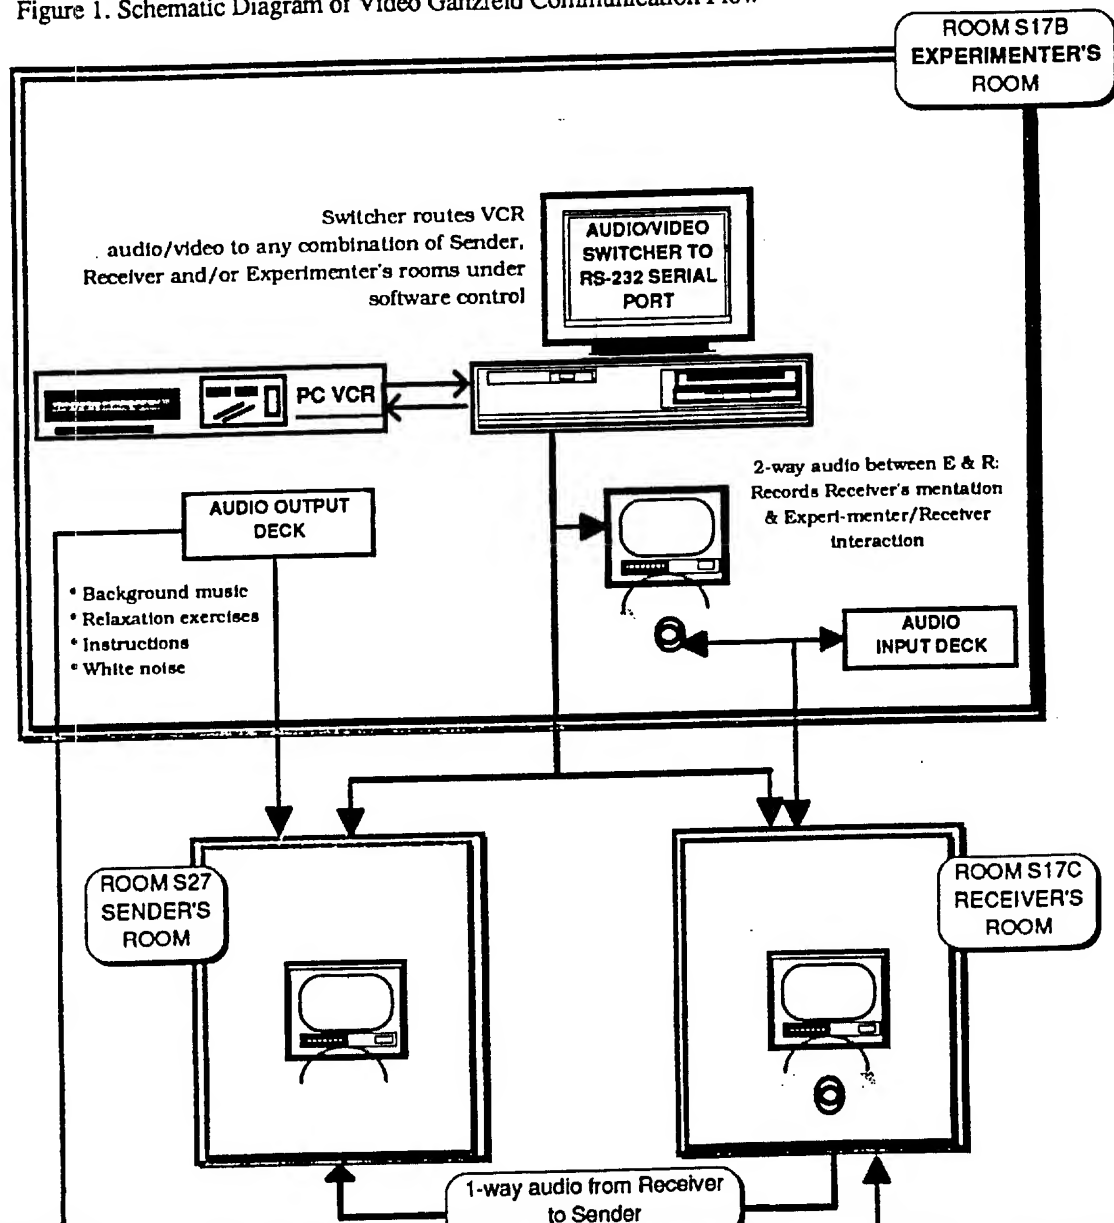 Figure 1. Schematic Diagram of Video Ganzfeld Communication Flow
ROOM S17B
EXPERIMENTER'S
ROOM
Switcher routes VCR
audio/video to any combination of Sender,
Receiver and/or Experimenter's rooms under
software control
AUDIO/VIDEO
SWITCHER TO
RS-232 SERIAL
PORT
PC VCR
2-way audio between E & R:
Records Receiver's mentation
& Experi-menter/Receiver
interaction
AUDIO OUTPUT
DECK
* Background music
* Relaxation exercises
* Instructions
* White noise
AUDIO
INPUT DECK
ROOM S27
SENDER'S
ROOM
ROOM S17C
RECEIVER'S
ROOM
1-way audio from Receiver
to Sender